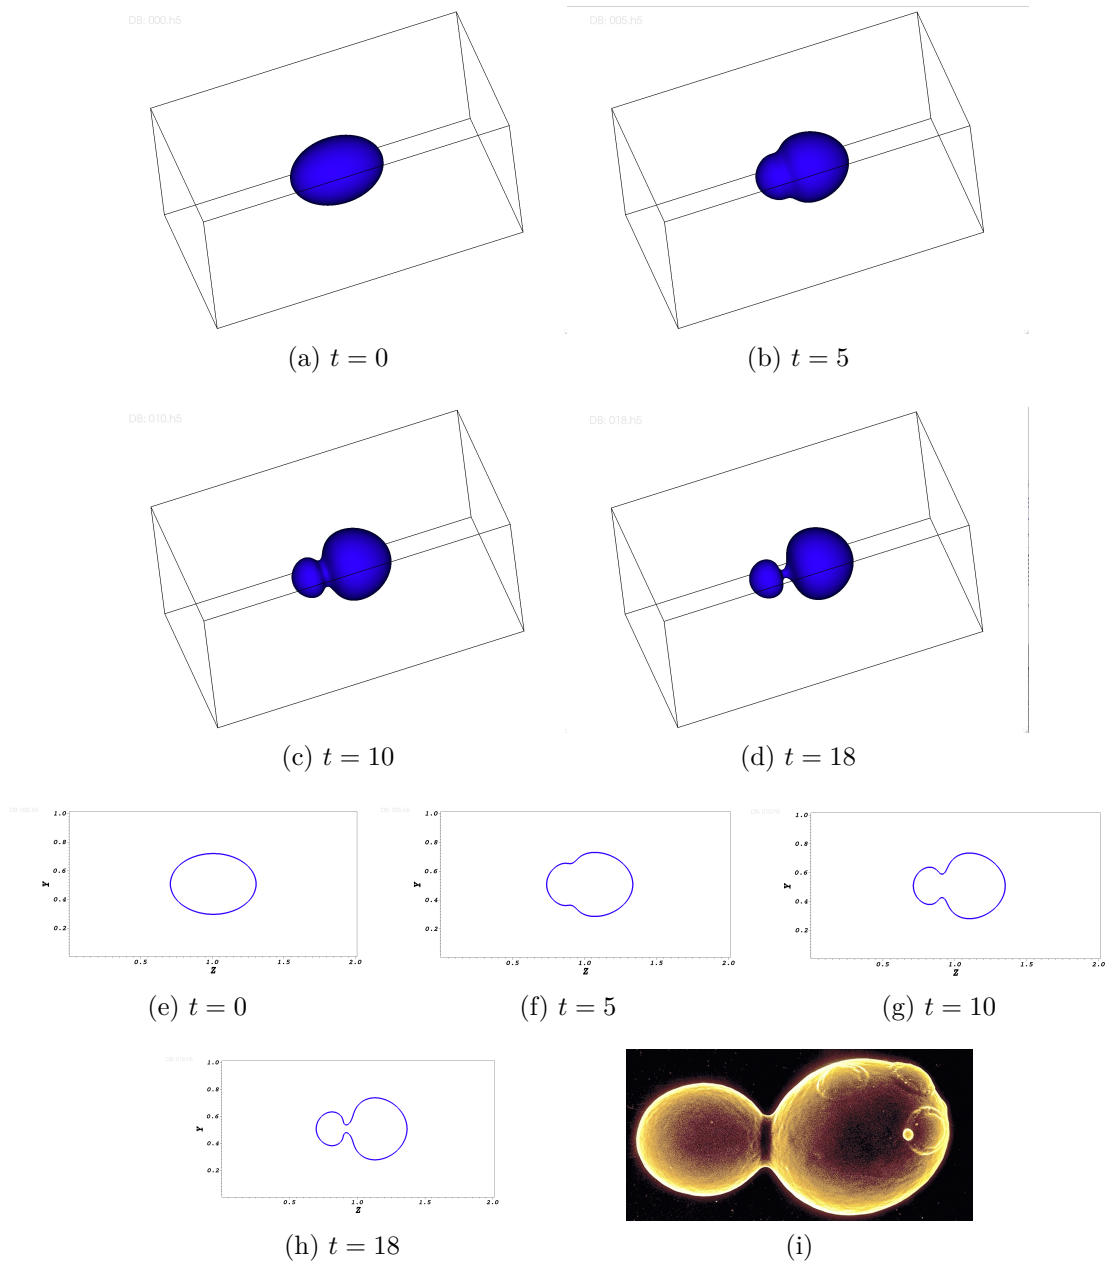 DB: 000.h5
DB: 005.h5
(a) t = 0
(b) t = 5
DB: 010.h5
DB: 018.h5
(c) t = 10
(d) t = 18
1.0
0.8
0.6
Y
0.4
0.2
0.5
1.0
1.5
2.0
Z
(e) t = 0
1.0
0.8
0.6
Y
0.4
0.2
0.5
1.0
1.5
2.0
Z
(f) t = 5
1.0
0.8
0.6
Y
0.4
0.2
0.5
1.0
1.5
2.0
Z
(g) t = 10
1.0
0.8
0.6
Y
0.4
0.2
0.5
1.0
1.5
2.0
Z
(h) t = 18
(i)